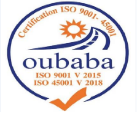 Certification ISO 9001- 45001
oubaba
ISO 9001 V 2015
ISO 45001 V 2018